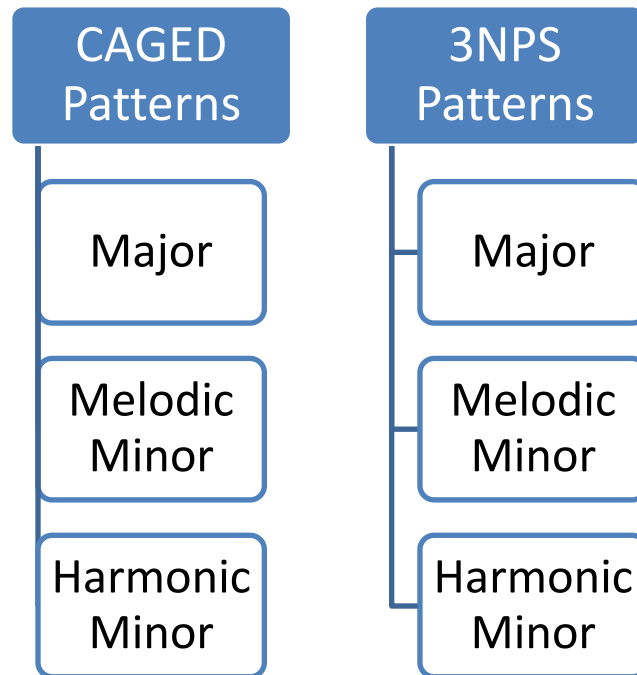 CAGED
Patterns
Major
Melodic
Minor
Harmonic
Minor
3NPS
Patterns
Major
Melodic
Minor
Harmonic
Minor